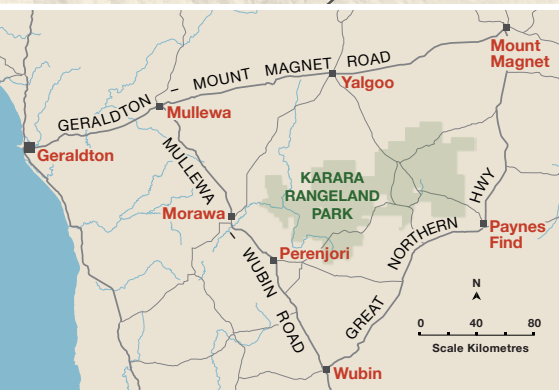 Mount
Magnet
GERALDTON – MOUNT MAGNET ROAD
Yalgoo
Mullewa
Geraldton
MULLEWA – WUBIN ROAD
KARARA
RANGELAND
PARK
Morawa
GREAT NORTHERN HWY
Paynes
Find
Perenjori
N
0 40 80
Scale Kilometres
Wubin